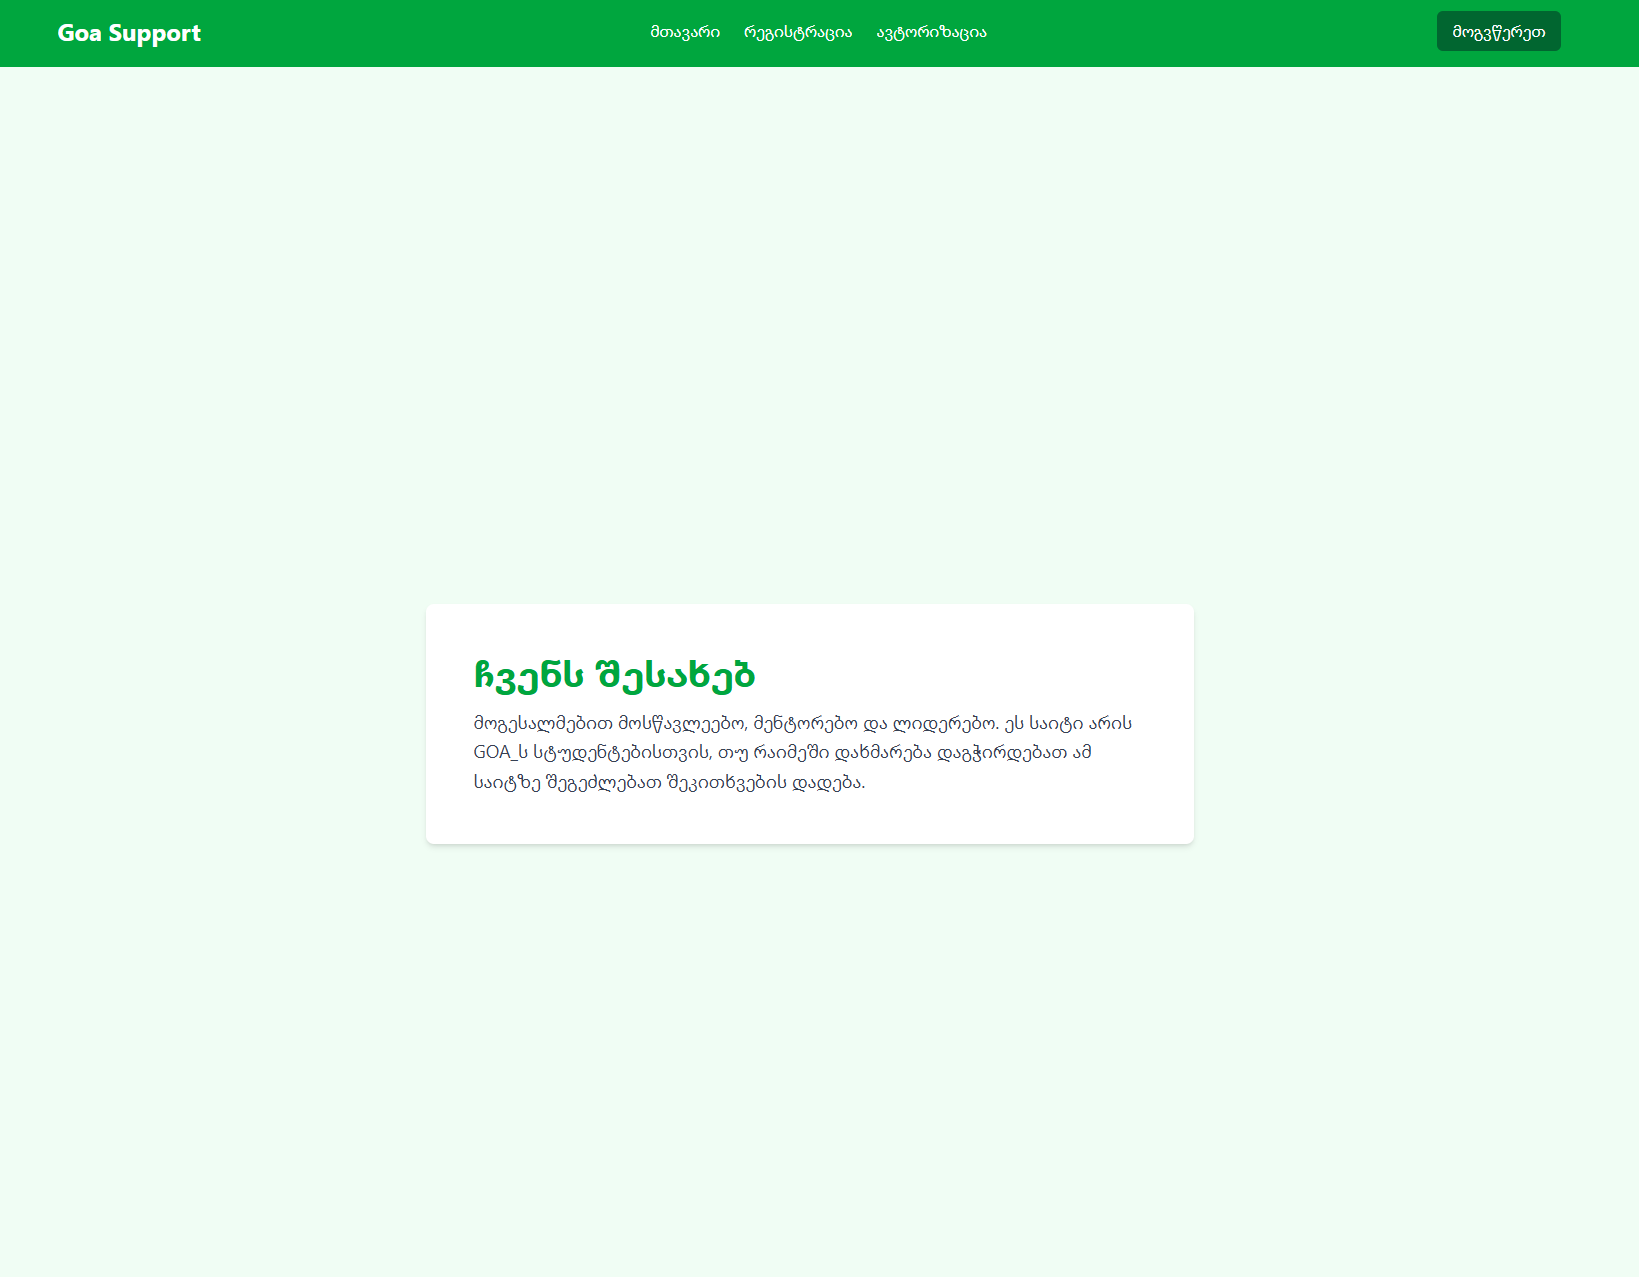 Goa Support
მთავარი რეგისტრაცია ავტორიზაცია
მოგვწერეთ
ჩვენს შესახებ
მოგესალმებით მოსწავლეებო, მენტორებო და ლიდერებო. ეს საიტი არის
GOA_ს სტუდენტებისთვის, თუ რაიმეში დახმარება დაგჭირდებათ ამ
საიტზე შეგეძლებათ შეკითხვების დადება.